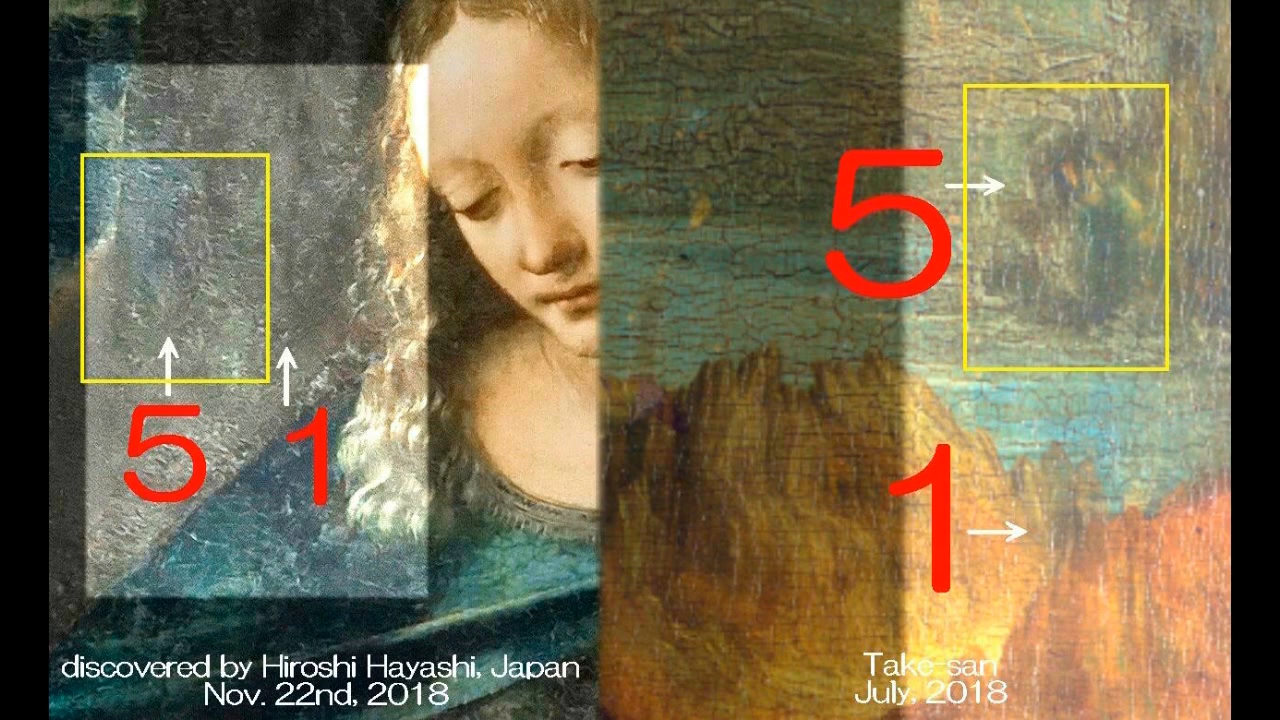 5 1
discovered by Hiroshi Hayashi, Japan
Nov. 22nd, 2018
5
1
Take-san
July, 2018